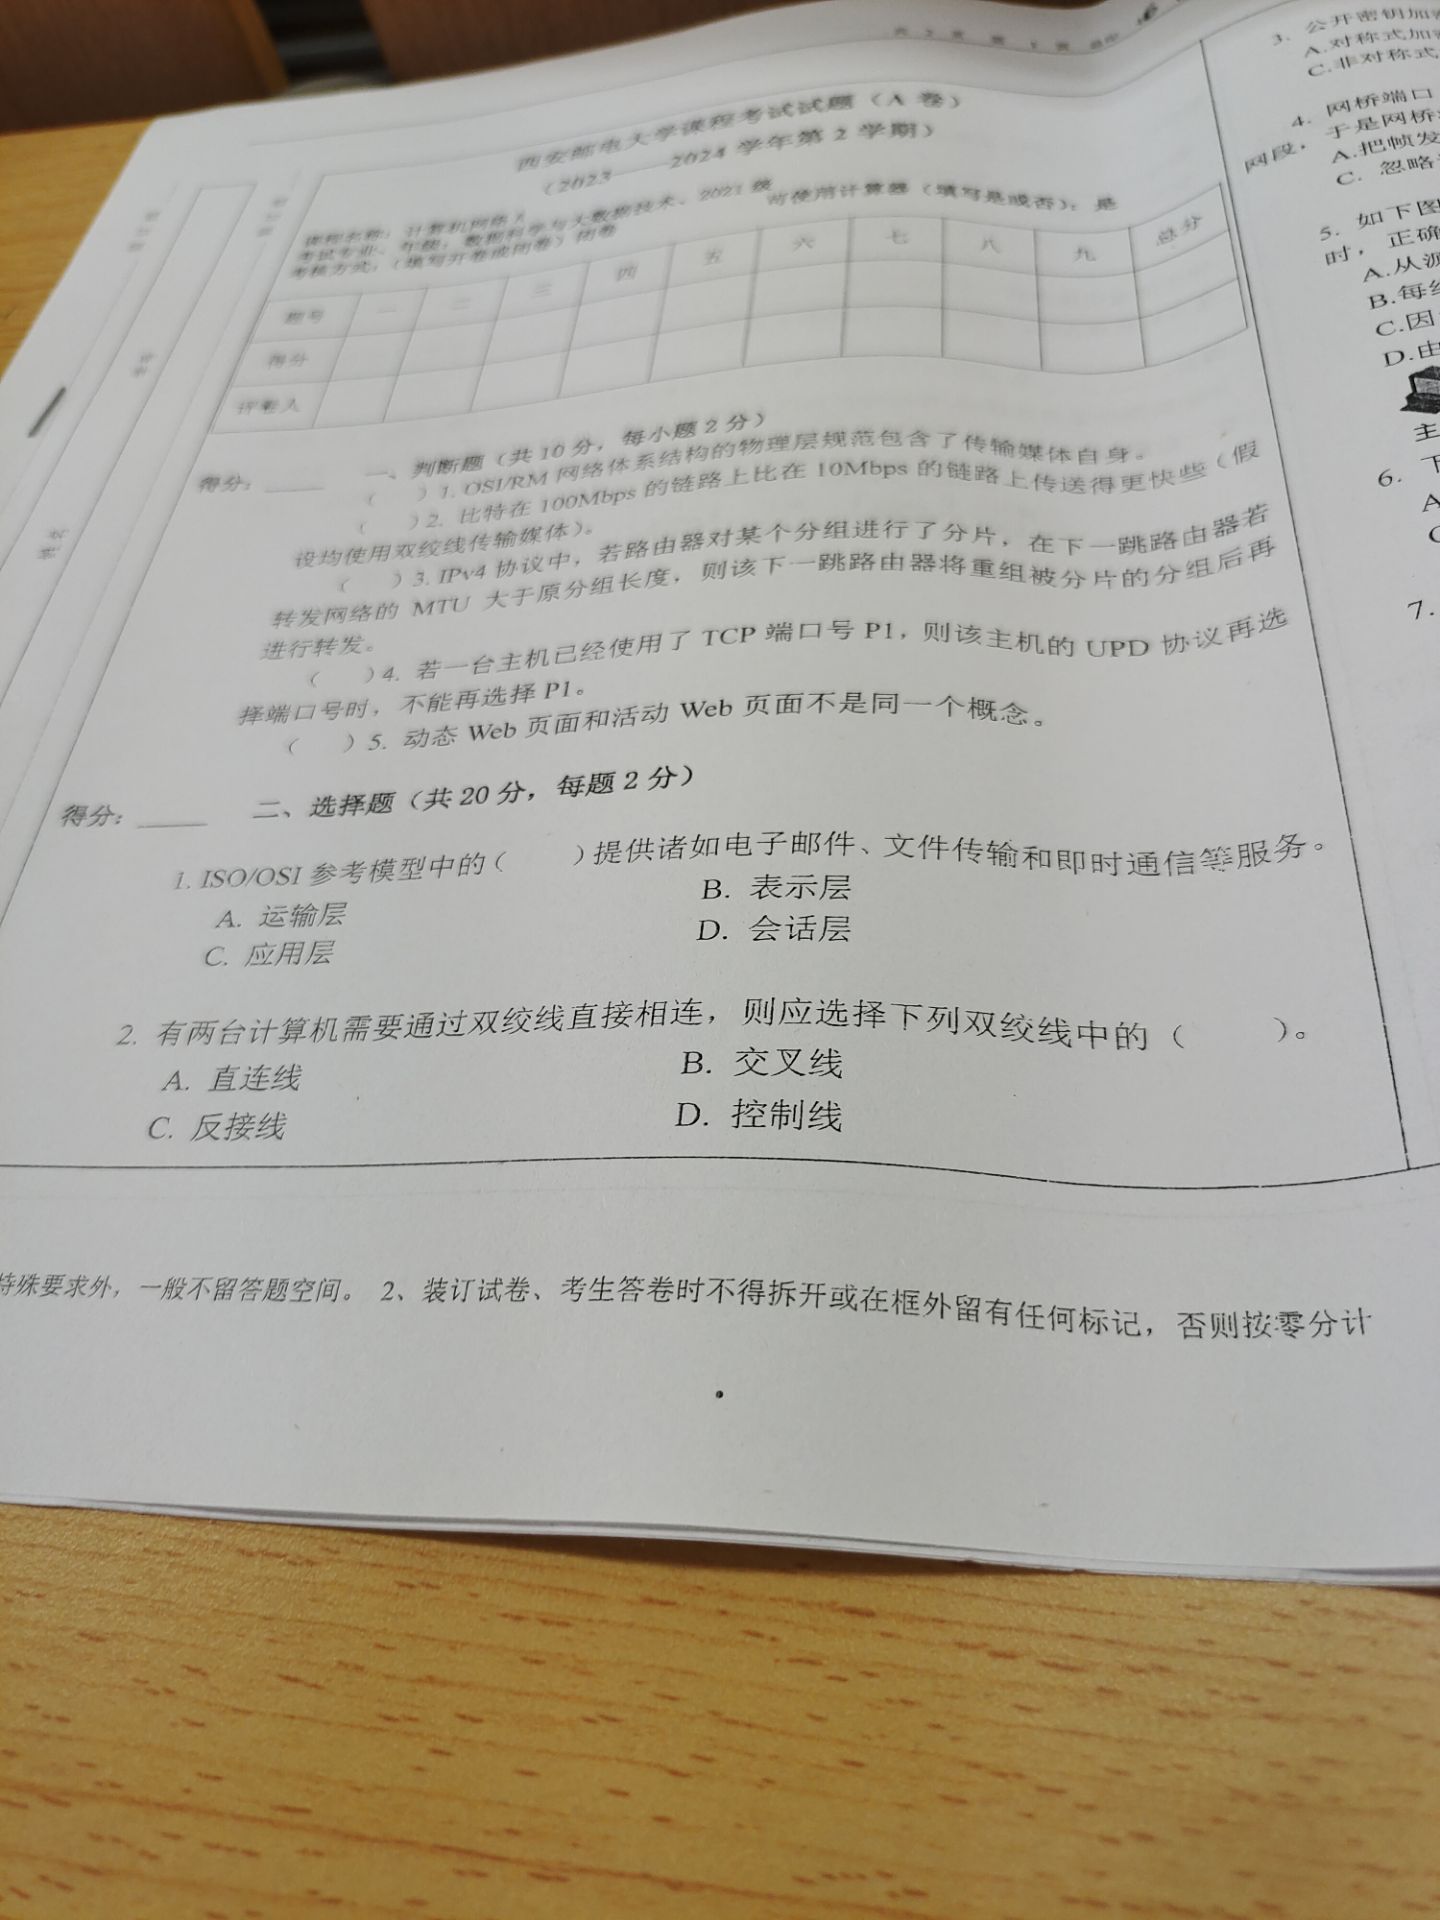 西安邮电大学课程考试试题（A 卷）
（2023——2024 学年第 2 学期）
课程名称：计算机网络A
考试专业、年级：数据科学与大数据技术、2021 级
考核方式：（填写开卷或闭卷）闭卷
可使用计算器（填写是或否）：是
题号 一 二 三 四 五 六 七 八 九 总分
得分
评卷人
得分：
一、判断题（共 10 分，每小题 2 分）
（ ）1. OSI/RM 网络体系结构的物理层规范包含了传输媒体自身。
（ ）2. 比特在 100Mbps 的链路上比在 10Mbps 的链路上传送得更快些（假
设均使用双绞线传输媒体）。
（ ）3. IPv4 协议中，若路由器对某个分组进行了分片，在下一跳路由器若
转发网络的 MTU 大于原分组长度，则该下一跳路由器将重组被分片的分组后再
进行转发。
（ ）4. 若一台主机已经使用了 TCP 端口号 P1，则该主机的 UPD 协议再选
择端口号时，不能再选择 P1。
（ ）5. 动态 Web 页面和活动 Web 页面不是同一个概念。
得分：
二、选择题（共 20 分，每题 2 分）
1. ISO/OSI 参考模型中的（ ）提供诸如电子邮件、文件传输和即时通信等服务。
A. 运输层 B. 表示层
C. 应用层 D. 会话层
2. 有两台计算机需要通过双绞线直接相连，则应选择下列双绞线中的（ ）。
A. 直连线 B. 交叉线
C. 反接线 D. 控制线
特殊要求外，一般不留答题空间。 2、装订试卷、考生答卷时不得拆开或在框外留有任何标记，否则按零分计
3. 公开密钥加
A.对称式加
C.非对称式
4. 网桥端口
于是网桥
网段，
A.把帧发
C. 忽略
5. 如下图
时，正确
A.从源
B.每
C.因
D.由
主
6. 下
A
C
7.